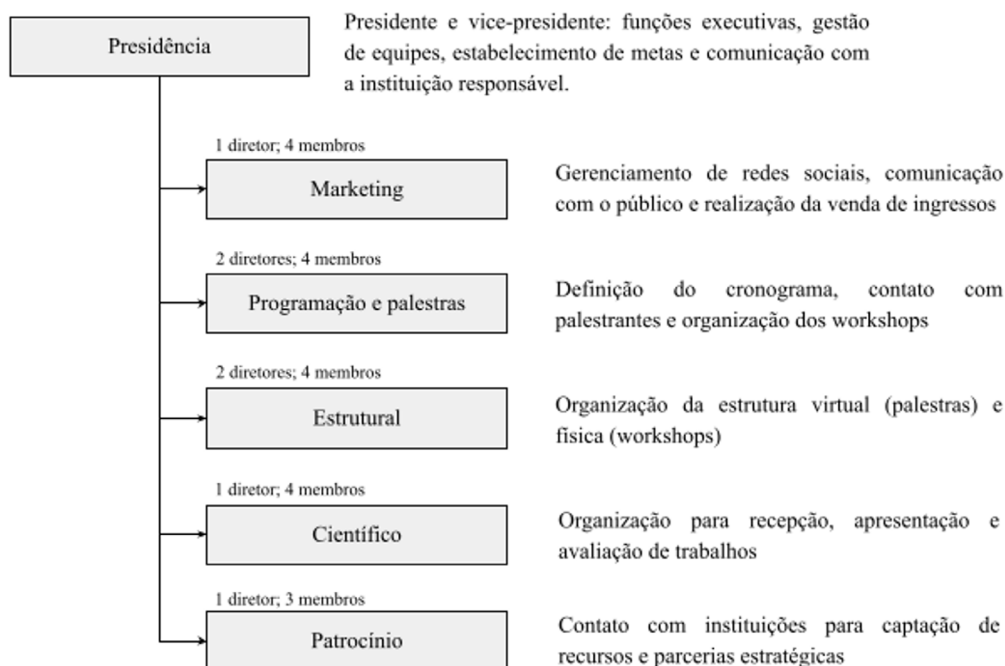 Presidência
Presidente e vice-presidente: funções executivas, gestão
de equipes, estabelecimento de metas e comunicação com
a instituição responsável.
1 diretor; 4 membros
Marketing
Gerenciamento de redes sociais, comunicação
com o público e realização da venda de ingressos
2 diretores; 4 membros
Programação e palestras
Definição do cronograma, contato com
palestrantes e organização dos workshops
2 diretores; 4 membros
Estrutural
Organização da estrutura virtual (palestras) e
física (workshops)
1 diretor; 4 membros
Científico
Organização para recepção, apresentação e
avaliação de trabalhos
1 diretor; 3 membros
Patrocínio
Contato com instituições para captação de
recursos e parcerias estratégicas